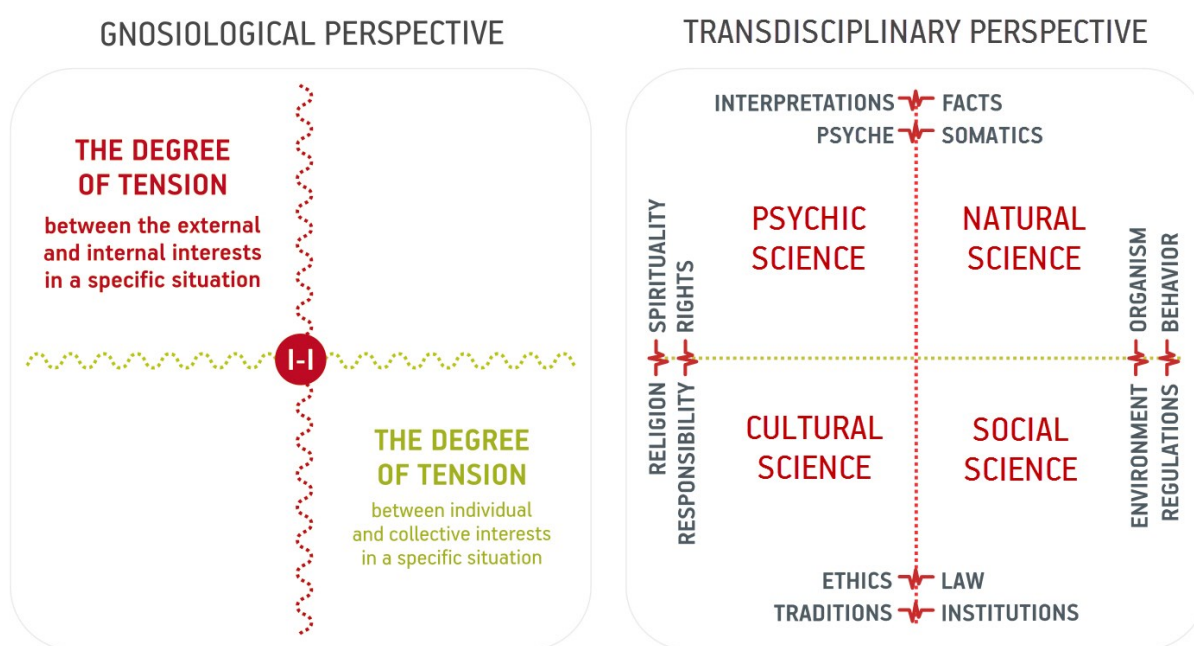 GNOSIOLOGICAL PERSPECTIVE
THE DEGREE
OF TENSION
between the external
and internal interests
in a specific situation
I-I
THE DEGREE
OF TENSION
between individual
and collective interests
in a specific situation
TRANSDISCIPLINARY PERSPECTIVE
INTERPRETATIONS FACTS
PSYCHE SOMATICS
PSYCHIC
SCIENCE
NATURAL
SCIENCE
SPIRITUALITY
RIGHTS
ORGANISM
BEHAVIOR
RELIGION
RESPONSIBILITY
ENVIRONMENT
REGULATIONS
CULTURAL
SCIENCE
SOCIAL
SCIENCE
ETHICS LAW
TRADITIONS INSTITUTIONS